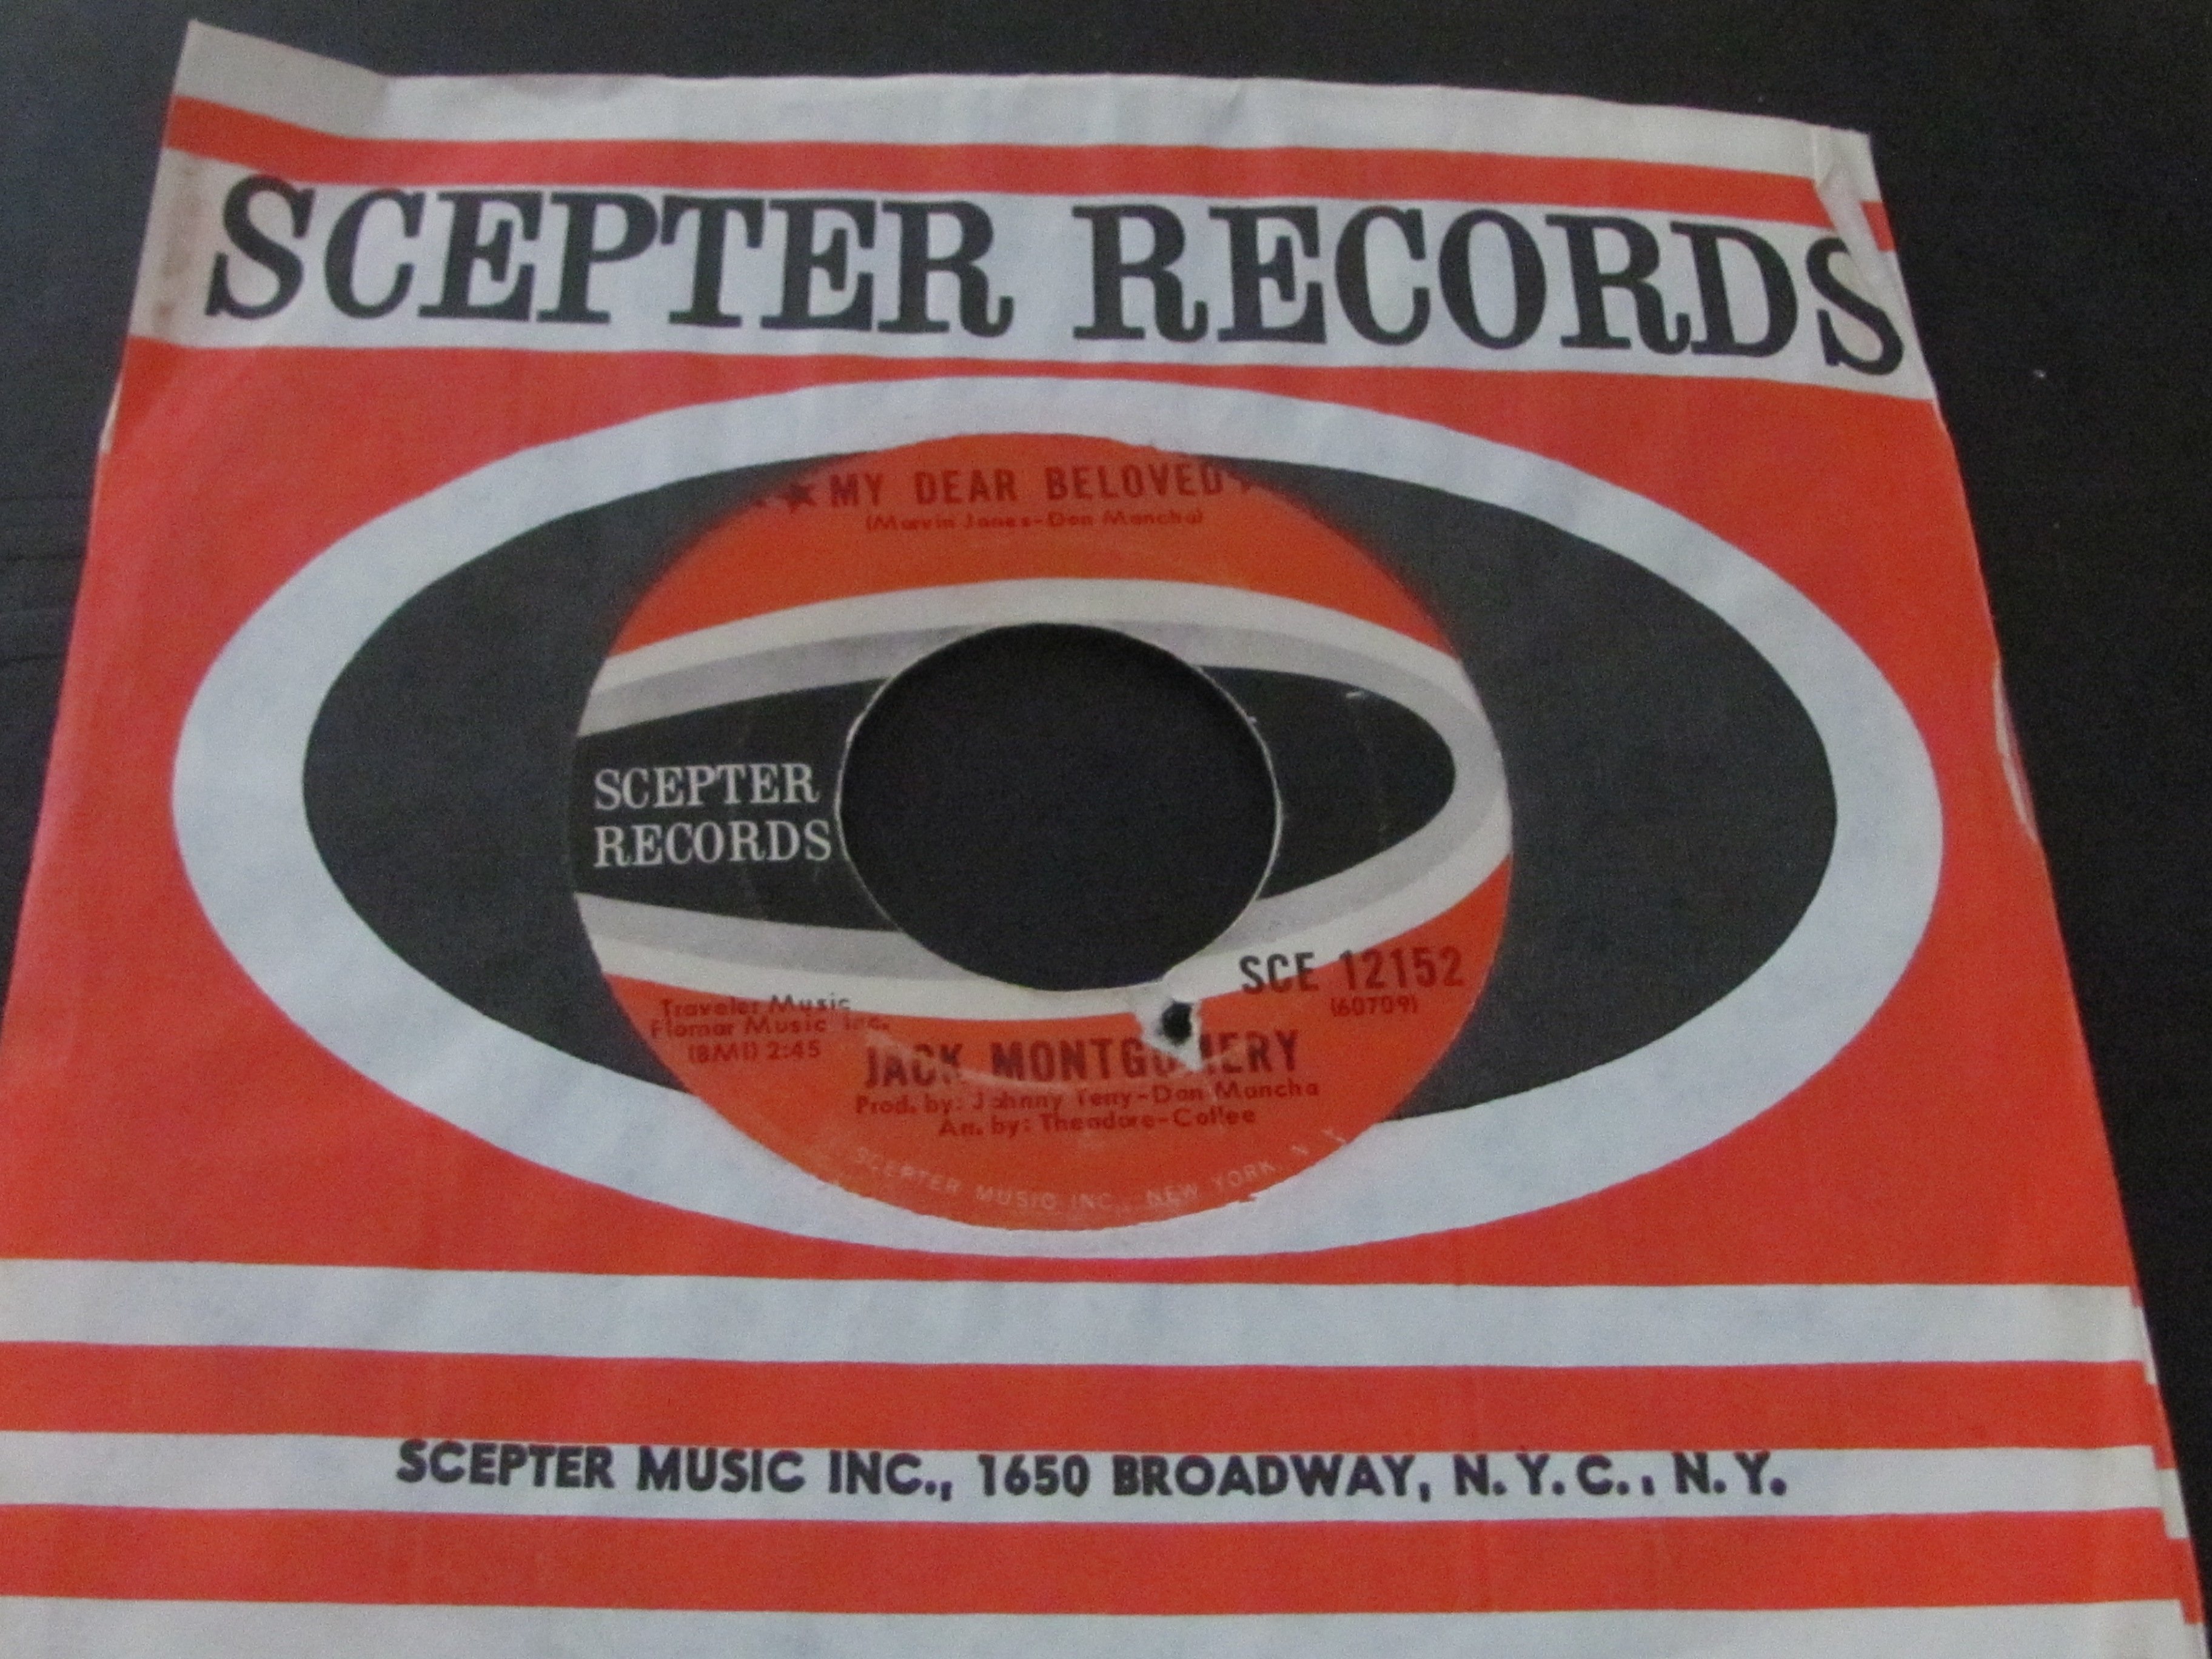 SCEPTER RECORDS
★MY DEAR BELOVED★
(Marvin Jones-Don Mancha)
SCEPTER
RECORDS
SCE 12152
(60709)
Traveler Music
Flomar Music Inc.
(BMI) 2:45
JACK MONTGOMERY
Prod. by: Johnny Terry-Don Mancha
Arr. by: Theodore-Coffee
SCEPTER MUSIC INC., NEW YORK, N.Y.
SCEPTER MUSIC INC., 1650 BROADWAY, N.Y.C., N.Y.